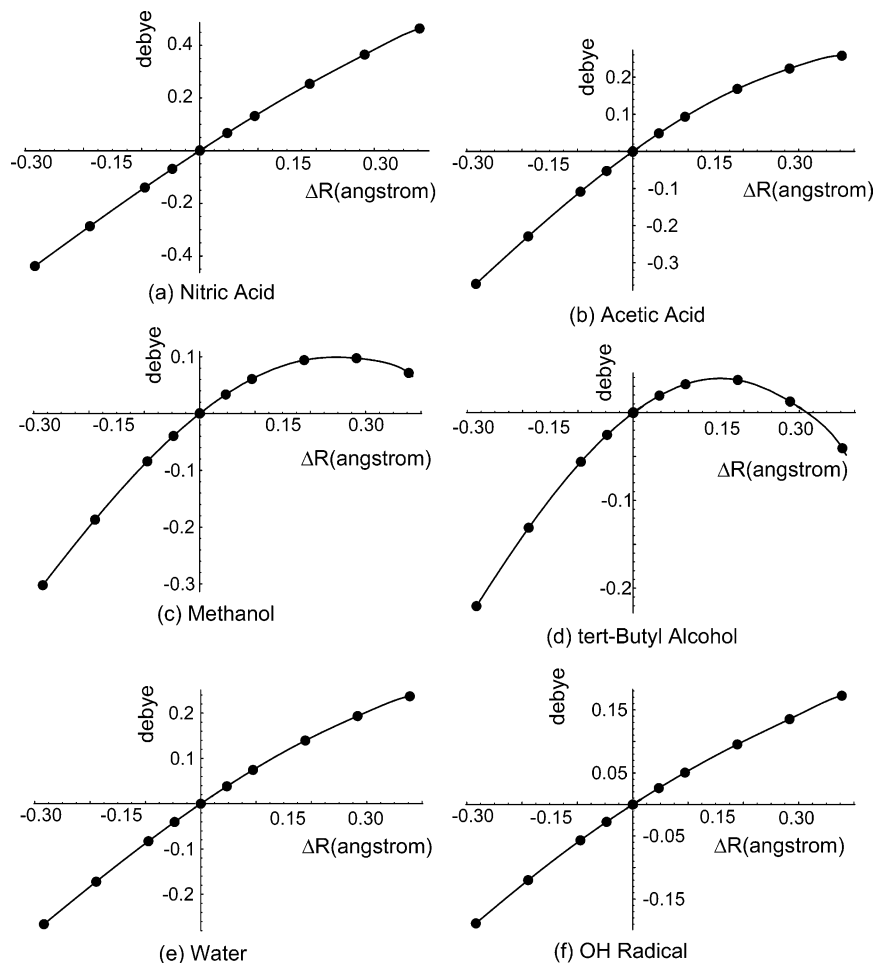 debye
0.4
0.2
-0.30
-0.15
0.15
0.30
ΔR(angstrom)
-0.2
-0.4
(a) Nitric Acid
debye
0.2
0.1
-0.30
-0.15
0.15
0.30
-0.1
ΔR(angstrom)
-0.2
-0.3
(b) Acetic Acid
debye
0.1
-0.30
-0.15
0.15
0.30
ΔR(angstrom)
-0.1
-0.2
-0.3
(c) Methanol
debye
-0.30
-0.15
0.15
0.30
ΔR(angstrom)
-0.1
-0.2
(d) tert-Butyl Alcohol
debye
0.2
0.1
-0.30
-0.15
0.15
0.30
ΔR(angstrom)
-0.1
-0.2
(e) Water
debye
0.15
0.05
-0.30
-0.15
0.15
0.30
-0.05
ΔR(angstrom)
-0.15
(f) OH Radical